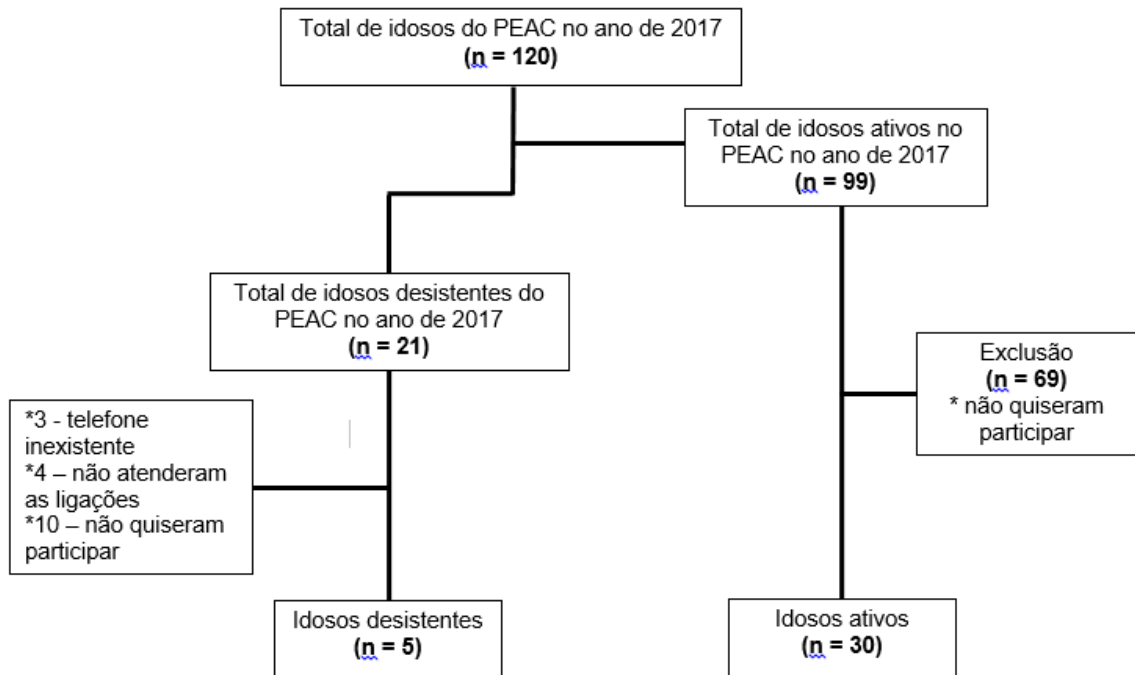 Total de idosos do PEAC no ano de 2017
(n = 120)
Total de idosos ativos no
PEAC no ano de 2017
(n = 99)
Total de idosos desistentes do
PEAC no ano de 2017
(n = 21)
Exclusão
(n = 69)
* não quiseram
participar
*3 - telefone
inexistente
*4 – não atenderam
as ligações
*10 – não quiseram
participar
Idosos desistentes
(n = 5)
Idosos ativos
(n = 30)